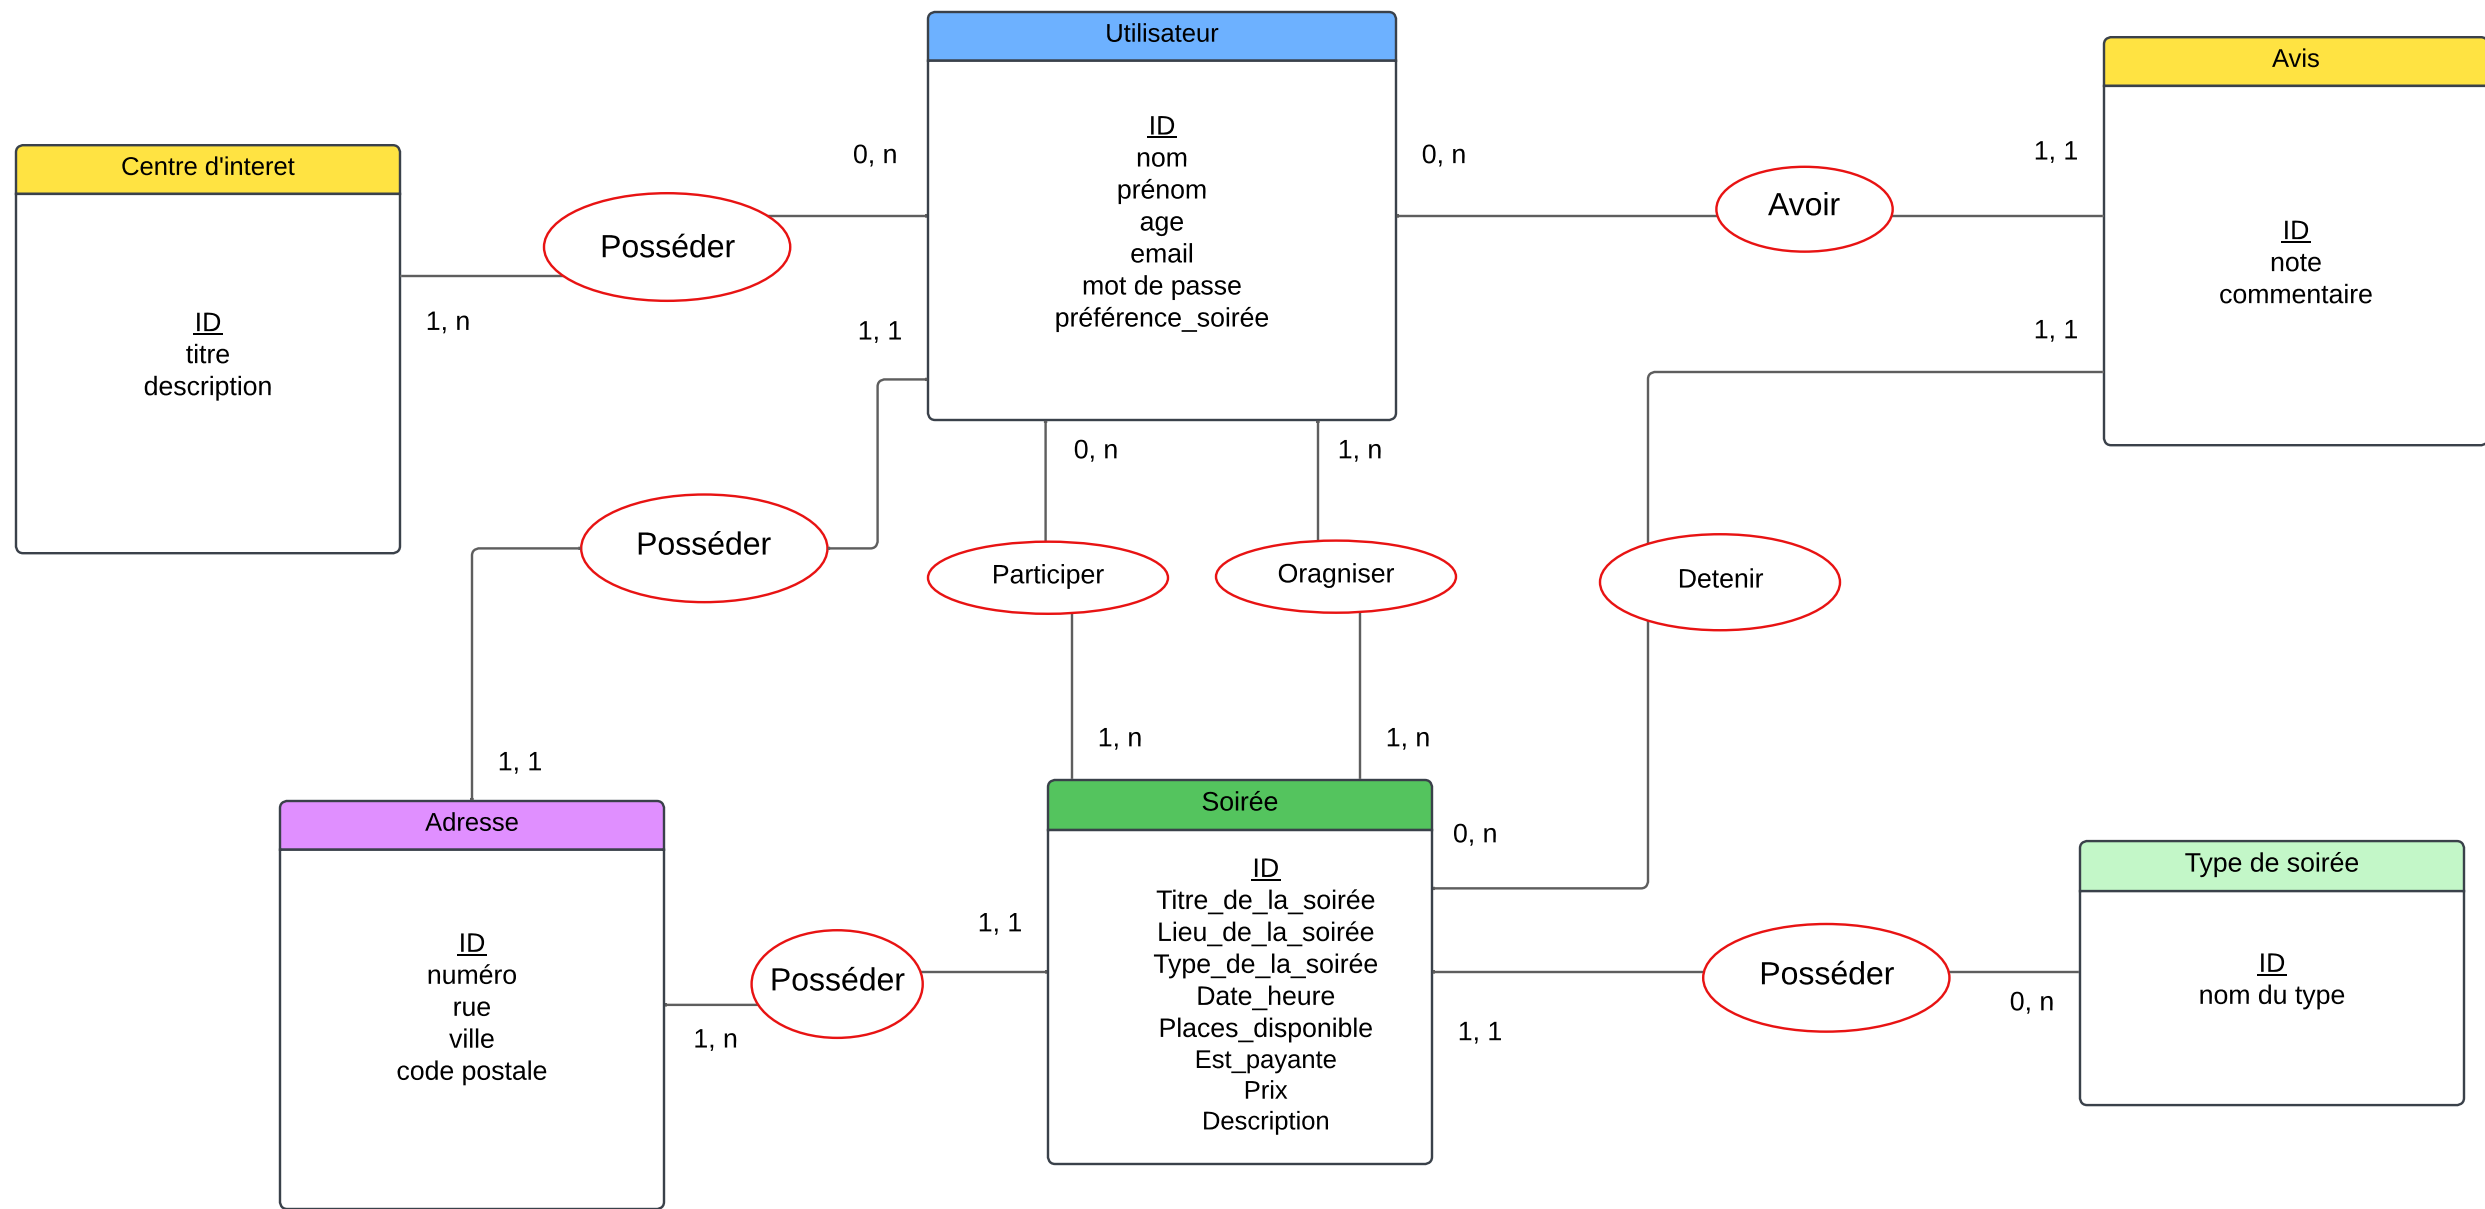 Utilisateur
ID
nom
prénom
age
email
mot de passe
préférence_soirée
Avis
ID
note
commentaire
Centre d'interet
ID
titre
description
0, n
Posséder
1, n
0, n
Avoir
1, 1
1, 1
Posséder
1, 1
0, n
Participer
1, n
1, n
Oragniser
1, n
1, 1
Detenir
0, n
Adresse
ID
numéro
rue
ville
code postale
1, n
Posséder
1, 1
Soirée
ID
Titre_de_la_soirée
Lieu_de_la_soirée
Type_de_la_soirée
Date_heure
Places_disponible
Est_payante
Prix
Description
1, 1
Posséder
0, n
Type de soirée
ID
nom du type